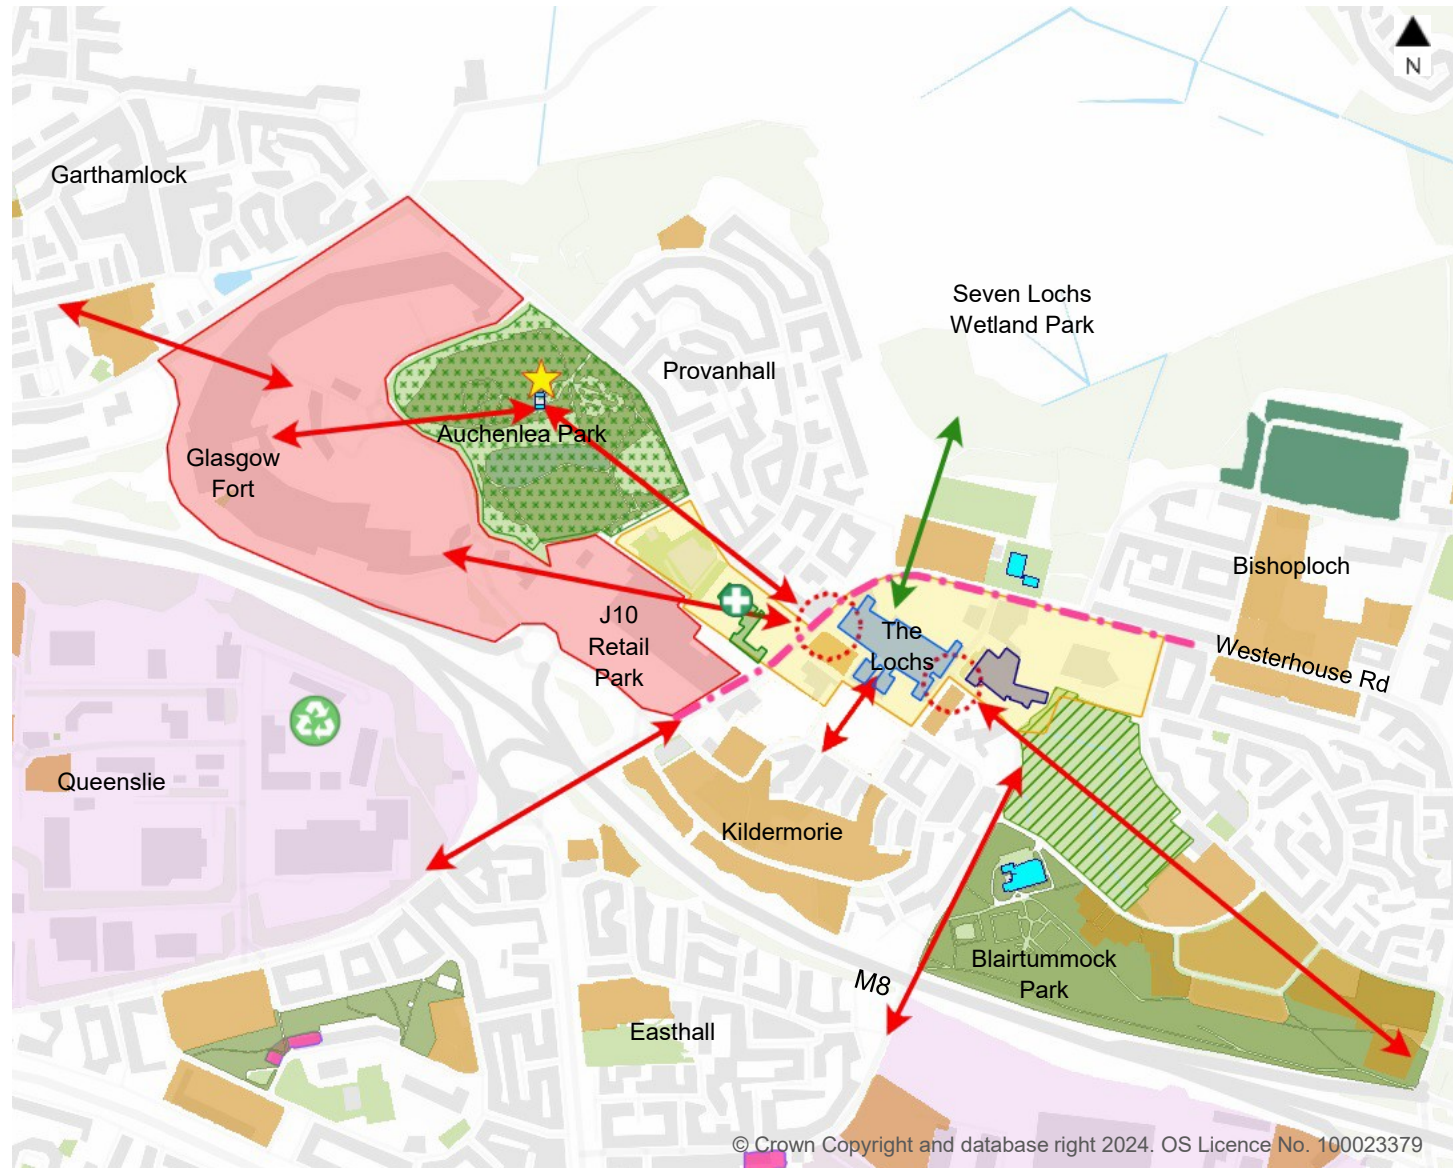 N
Garthamlock
Seven Lochs
Wetland Park
Provanhall
Auchenlea Park
Glasgow
Fort
Bishoploch
J10
Retail
Park
The
Lochs
Westerhouse Rd
Queenslie
Kildermorie
Blairtummock
Park
M8
Easthall
© Crown Copyright and database right 2024. OS Licence No. 100023379